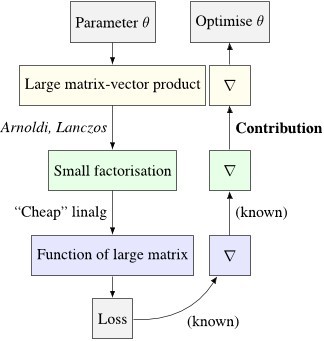 Parameter θ
Optimise θ
Large matrix-vector product
∇
Arnoldi, Lanczos
Contribution
Small factorisation
∇
“Cheap” linalg
(known)
Function of large matrix
∇
Loss
(known)